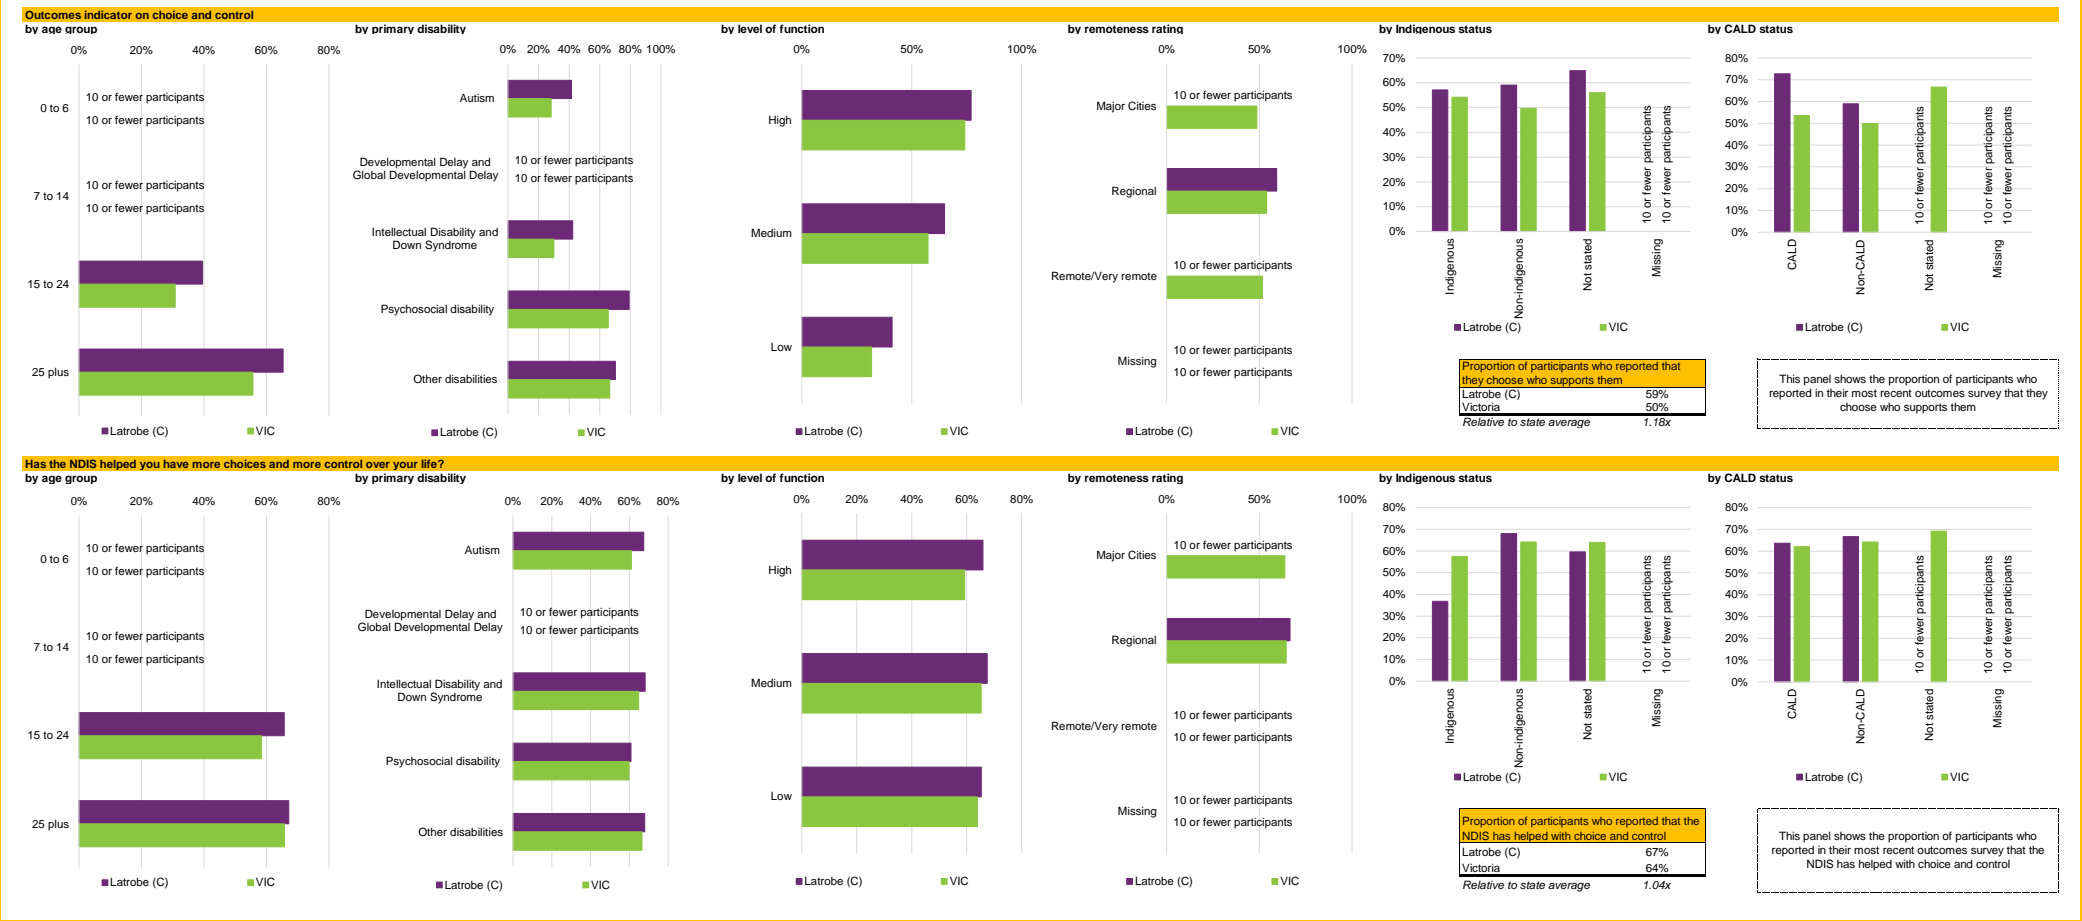 Outcomes indicator on choice and control
by age group
0%
20%
40%
60%
80%
0 to 6
10 or fewer participants
10 or fewer participants
7 to 14
10 or fewer participants
10 or fewer participants
15 to 24
25 plus
Latrobe (C)
VIC
by primary disability
0%
20%
40%
60%
80%
100%
Autism
Developmental Delay and
Global Developmental Delay
10 or fewer participants
10 or fewer participants
Intellectual Disability and
Down Syndrome
Psychosocial disability
Other disabilities
Latrobe (C)
VIC
by level of function
0%
50%
100%
High
Medium
Low
Latrobe (C)
VIC
by remoteness rating
0%
50%
100%
Major Cities
10 or fewer participants
Regional
Remote/Very remote
10 or fewer participants
Missing
10 or fewer participants
10 or fewer participants
Latrobe (C)
VIC
by Indigenous status
70%
60%
50%
40%
30%
20%
10%
0%
10 or fewer participants
10 or fewer participants
Indigenous
Non-indigenous
Not stated
Missing
Latrobe (C)
VIC
by CALD status
80%
70%
60%
50%
40%
30%
20%
10%
0%
10 or fewer participants
10 or fewer participants
10 or fewer participants
CALD
Non-CALD
Not stated
Missing
Latrobe (C)
VIC
Proportion of participants who reported that
they choose who supports them
Latrobe (C) 59%
Victoria 50%
Relative to state average 1.18x
This panel shows the proportion of participants who
reported in their most recent outcomes survey that they
choose who supports them
Has the NDIS helped you have more choices and more control over your life?
by age group
0%
20%
40%
60%
80%
0 to 6
10 or fewer participants
10 or fewer participants
7 to 14
10 or fewer participants
10 or fewer participants
15 to 24
25 plus
Latrobe (C)
VIC
by primary disability
0%
20%
40%
60%
80%
Autism
Developmental Delay and
Global Developmental Delay
10 or fewer participants
10 or fewer participants
Intellectual Disability and
Down Syndrome
Psychosocial disability
Other disabilities
Latrobe (C)
VIC
by level of function
0%
20%
40%
60%
80%
High
Medium
Low
Latrobe (C)
VIC
by remoteness rating
0%
50%
100%
Major Cities
10 or fewer participants
Regional
Remote/Very remote
10 or fewer participants
10 or fewer participants
Missing
10 or fewer participants
10 or fewer participants
Latrobe (C)
VIC
by Indigenous status
80%
70%
60%
50%
40%
30%
20%
10%
0%
10 or fewer participants
10 or fewer participants
Indigenous
Non-indigenous
Not stated
Missing
Latrobe (C)
VIC
by CALD status
80%
70%
60%
50%
40%
30%
20%
10%
0%
10 or fewer participants
10 or fewer participants
10 or fewer participants
CALD
Non-CALD
Not stated
Missing
Latrobe (C)
VIC
Proportion of participants who reported that the
NDIS has helped with choice and control
Latrobe (C) 67%
Victoria 64%
Relative to state average 1.04x
This panel shows the proportion of participants who
reported in their most recent outcomes survey that the
NDIS has helped with choice and control